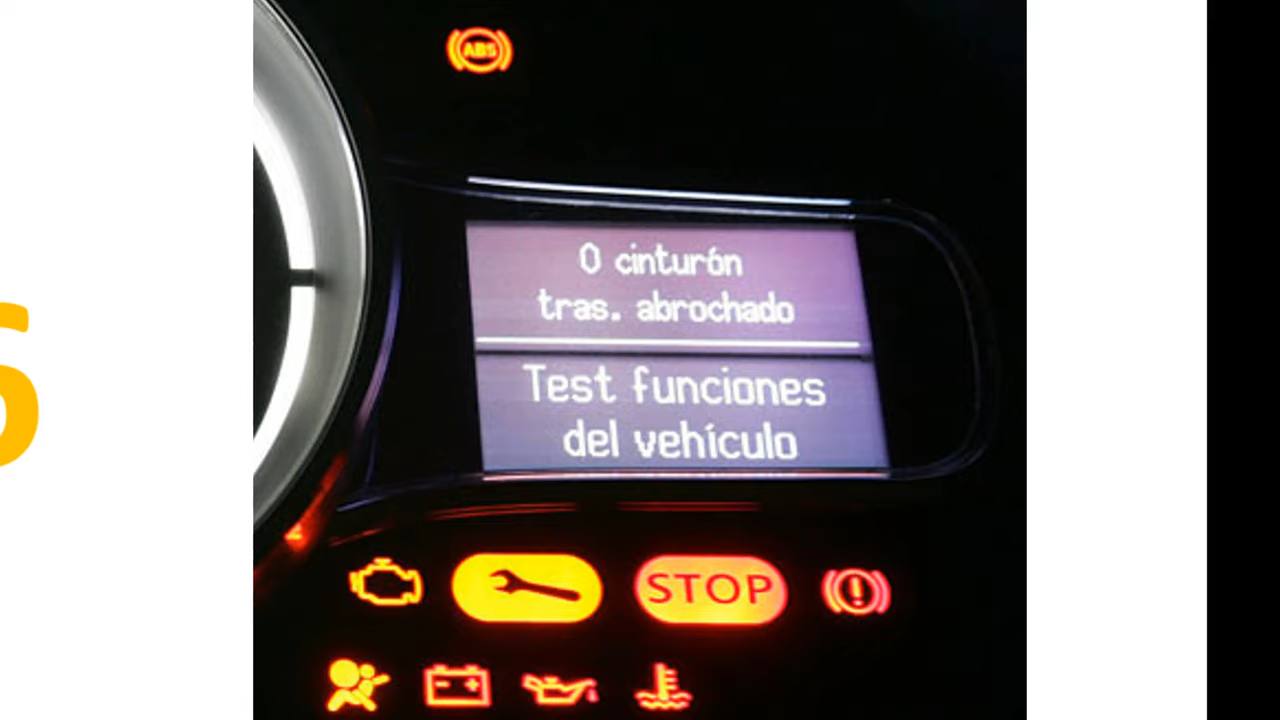 ABS
0 cinturón
tras. abrochado
Test funciones
del vehículo
STOP